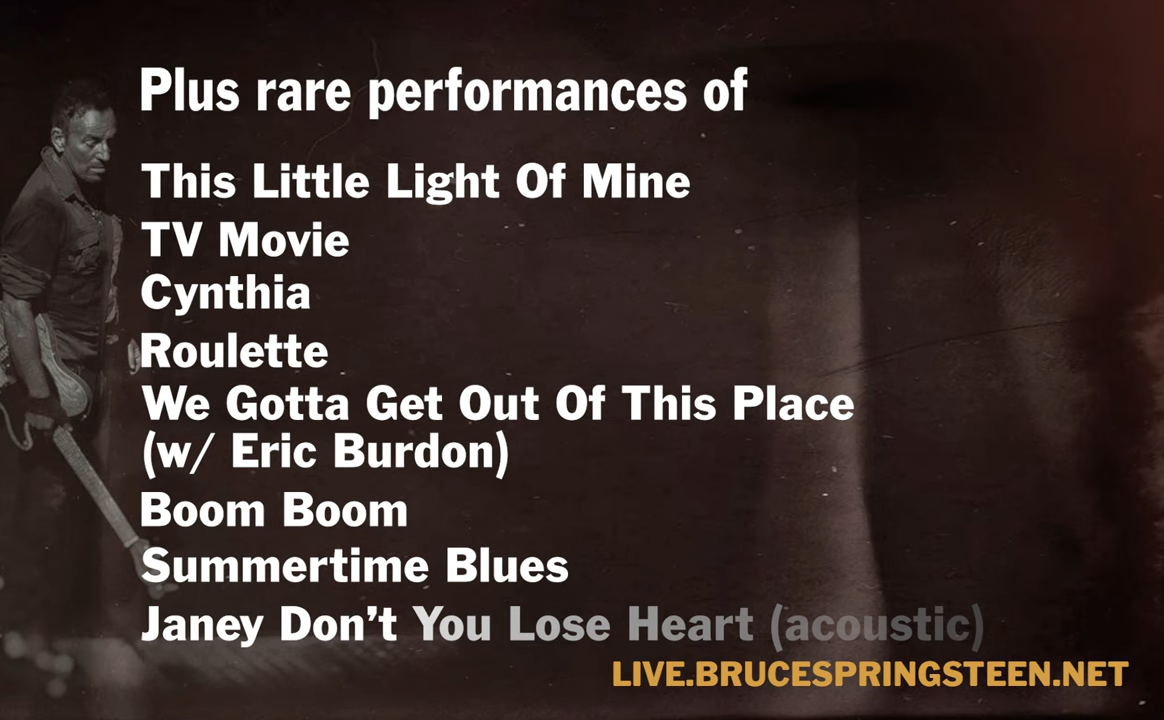 Plus rare performances of
This Little Light Of Mine
TV Movie
Cynthia
Roulette
We Gotta Get Out Of This Place
(w/ Eric Burdon)
Boom Boom
Summertime Blues
Janey Don’t You Lose Heart (acoustic)
LIVE.BRUCESPRINGSTEEN.NET